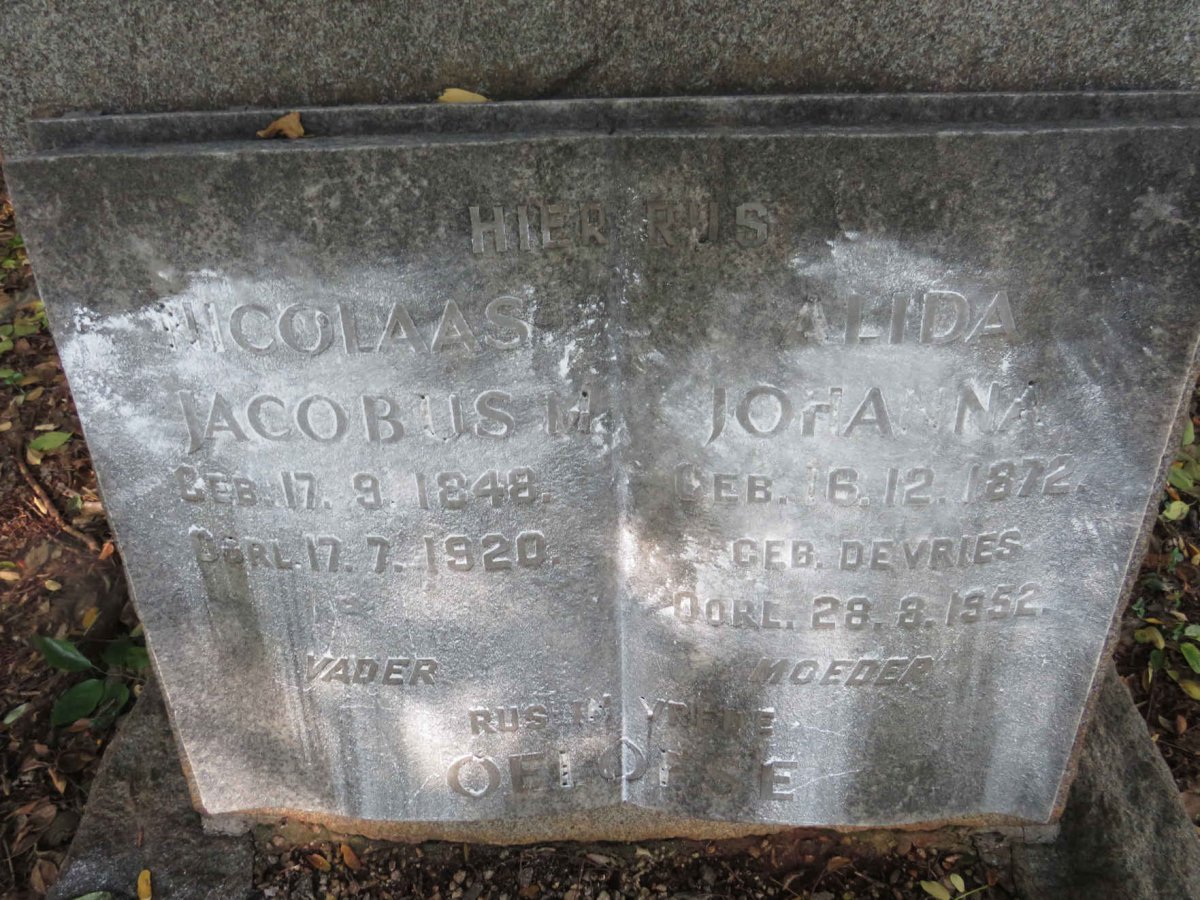 HIER RUS
NICOLAAS
JACOBUS M.
GEB. 17. 9. 1848.
OORL. 17. 7. 1920.
VADER
ALIDA
JOHANNA
GEB. 16. 12. 1872.
GEB. DE VRIES
OORL. 28. 8. 1952.
MOEDER
RUS IN VREDE
OELOFSE